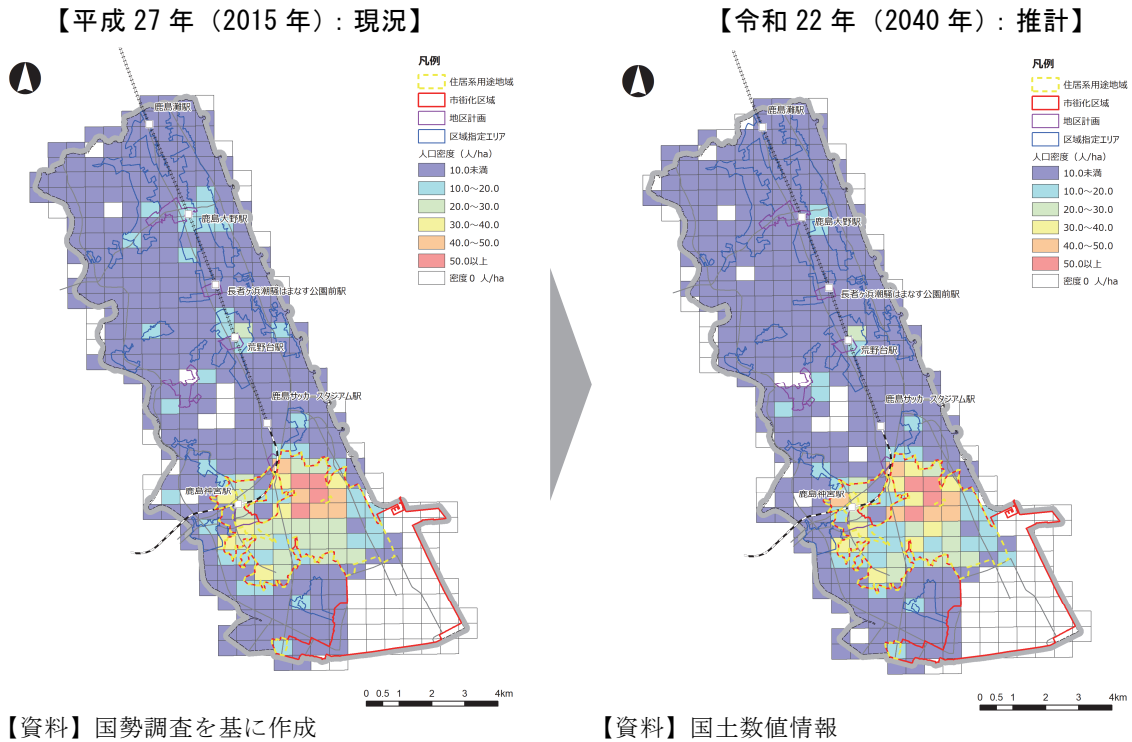 【平成 27 年（2015 年）: 現況】
凡例
住居系用途地域
市街化区域
地区計画
区域指定エリア
人口密度（人/ha）
10.0未満
10.0～20.0
20.0～30.0
30.0～40.0
40.0～50.0
50.0以上
密度０ 人/ha
鹿島灘駅
鹿島大野駅
長者ヶ浜潮騒はまなす公園前駅
荒野台駅
鹿島サッカースタジアム駅
鹿島神宮駅
0 0.5 1 2 3 4km
【資料】国勢調査を基に作成
【令和 22 年（2040 年）: 推計】
凡例
住居系用途地域
市街化区域
地区計画
区域指定エリア
人口密度（人/ha）
10.0未満
10.0～20.0
20.0～30.0
30.0～40.0
40.0～50.0
50.0以上
密度０ 人/ha
鹿島灘駅
鹿島大野駅
長者ヶ浜潮騒はまなす公園前駅
荒野台駅
鹿島サッカースタジアム駅
鹿島神宮駅
0 0.5 1 2 3 4km
【資料】国土数値情報